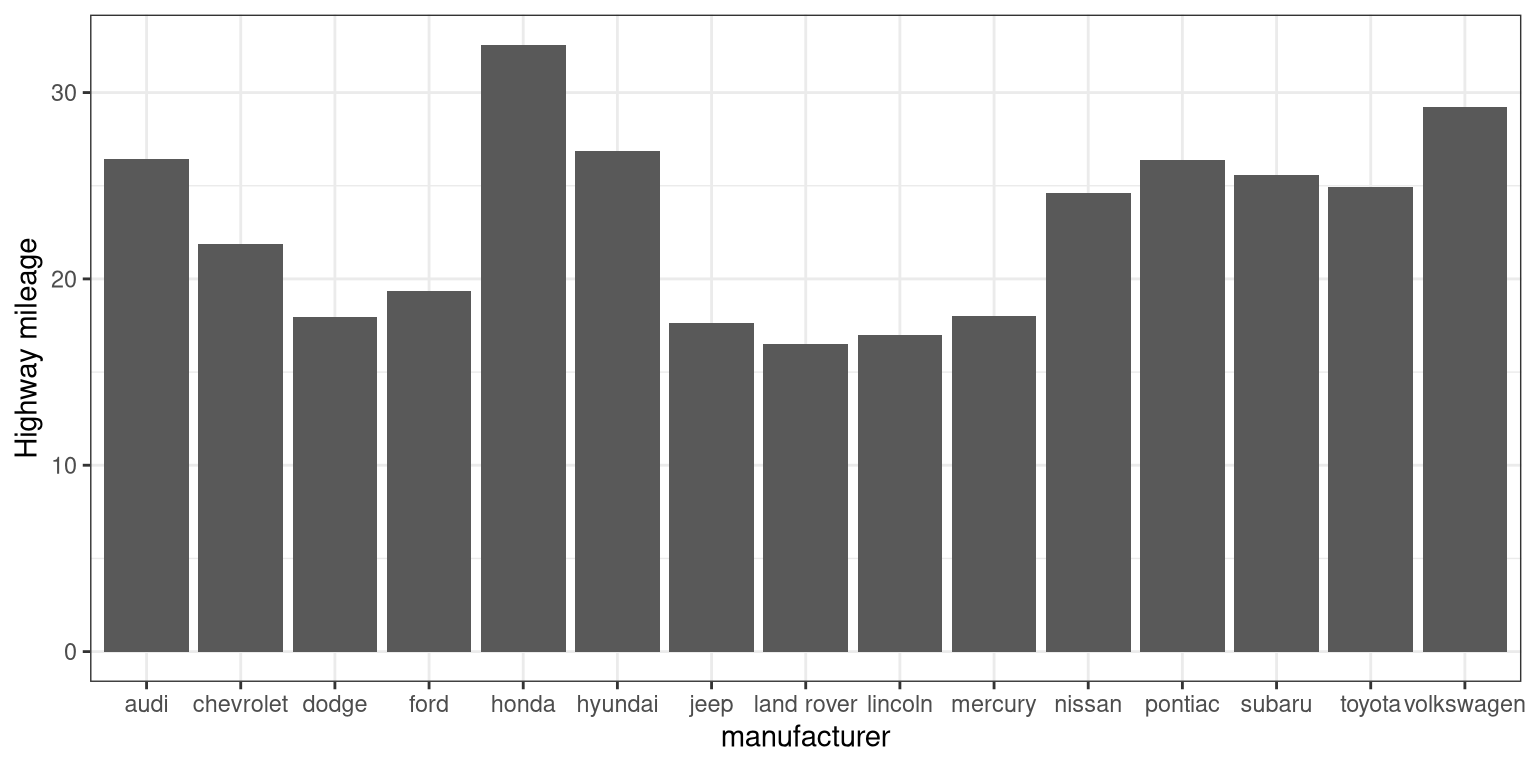 Highway mileage
30
20
10
0
audi chevrolet dodge ford honda hyundai jeep land rover lincoln mercury nissan pontiac subaru toyota volkswagen
manufacturer